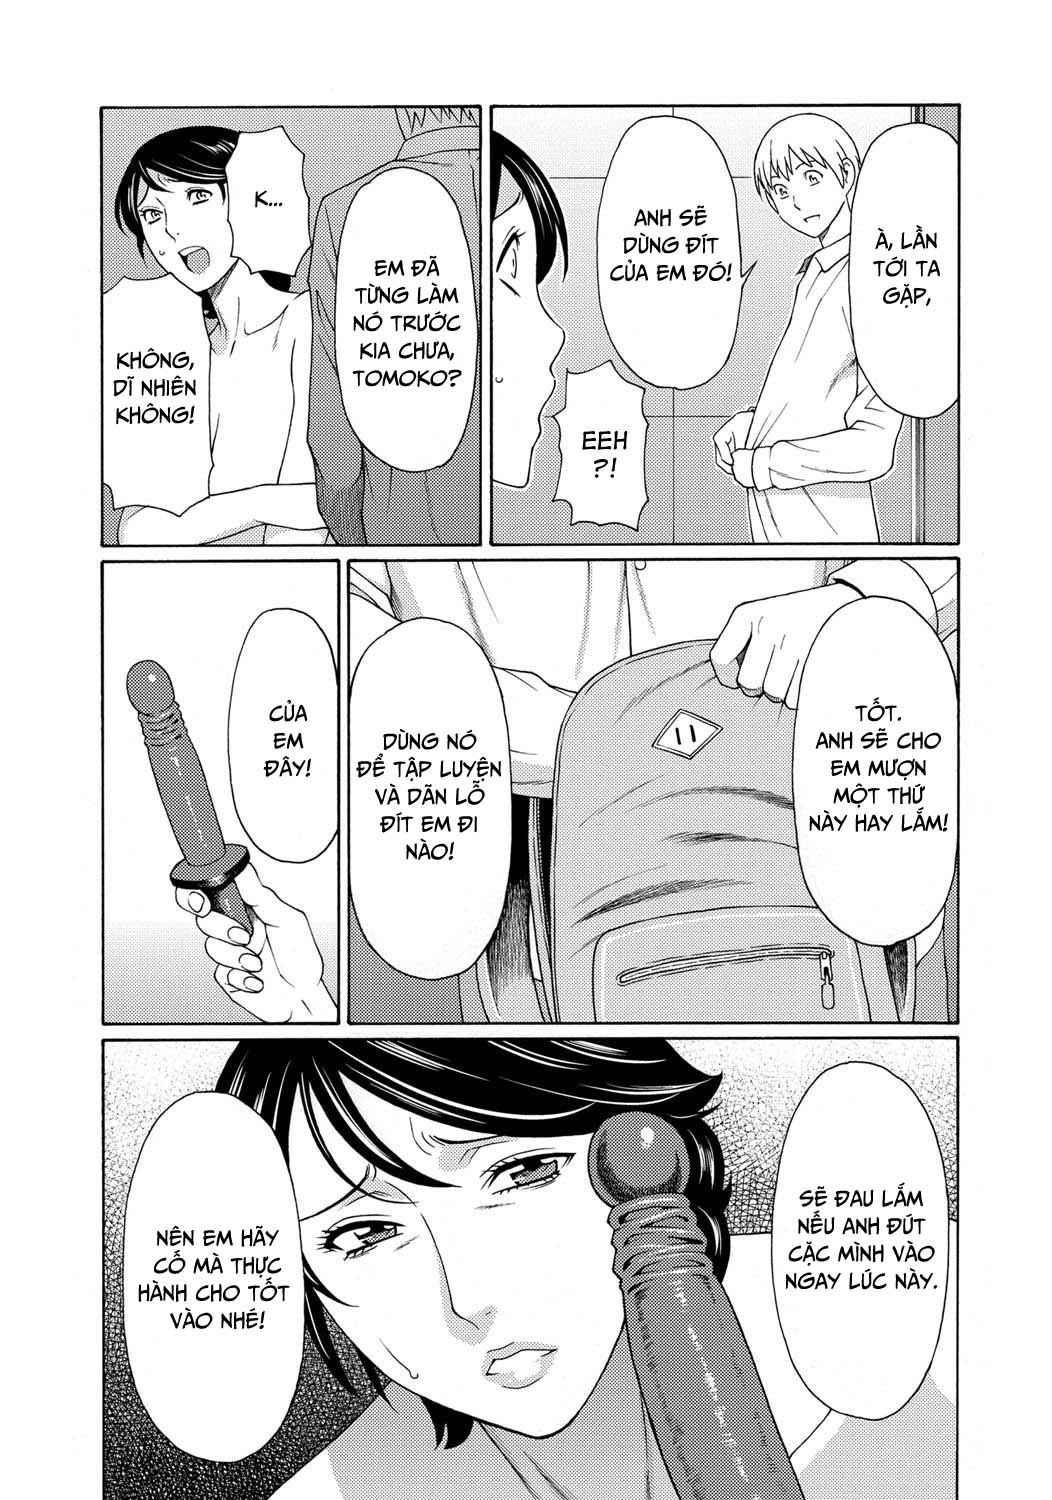 À, LẦN
TỚI TA
GẶP,
ANH SẼ
DÙNG ĐÍT
CỦA EM ĐÓ!
EEH
?!
EM ĐÃ
TỪNG LÀM
NÓ TRƯỚC
KIA CHƯA,
TOMOKO?
K...
KHÔNG,
DĨ NHIÊN
KHÔNG!
TỐT.
ANH SẼ CHO
EM MƯỢN
MỘT THỨ
NÀY HAY LẮM!
DÙNG NÓ
ĐỂ TẬP LUYỆN
VÀ DÃN LỖ
ĐÍT EM ĐI
NÀO!
CỦA
EM
ĐÂY!
SẼ ĐAU LẮM
NẾU ANH ĐÚT
CẶC MÌNH VÀO
NGAY LÚC NÀY.
NÊN EM HÃY
CỐ MÀ THỰC
HÀNH CHO TỐT
VÀO NHÉ!